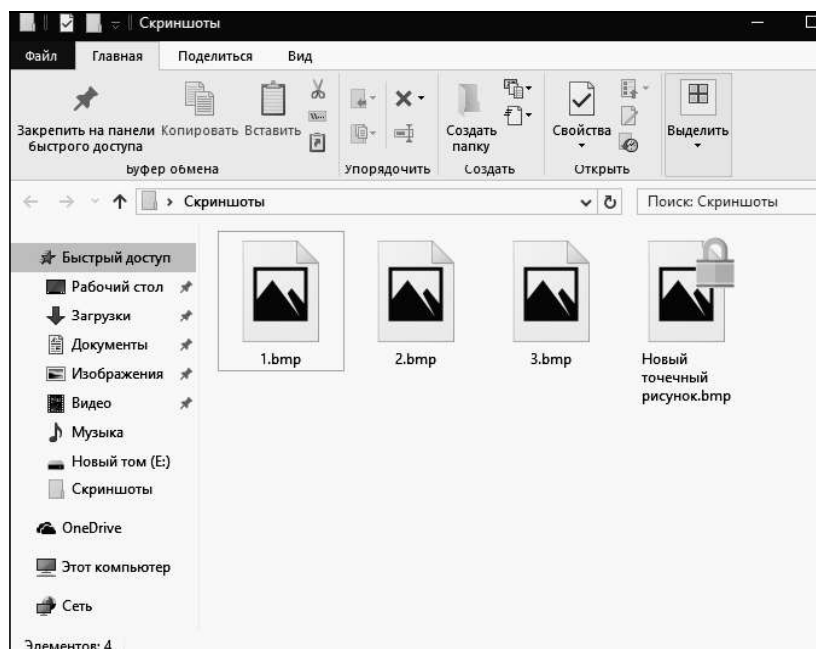 Скриншоты
Файл Главная Поделиться Вид
Закрепить на панели быстрого доступа
Копировать
Вставить
Создать папку
Свойства
Выделить
Буфер обмена
Упорядочить
Создать
Открыть
Скриншоты
Поиск: Скриншоты
Быстрый доступ
Рабочий стол
Загрузки
Документы
Изображения
Видео
Музыка
Новый том (E:)
Скриншоты
OneDrive
Этот компьютер
Сеть
1.bmp
2.bmp
3.bmp
Новый
точечный
рисунок.bmp
Элементов: 4